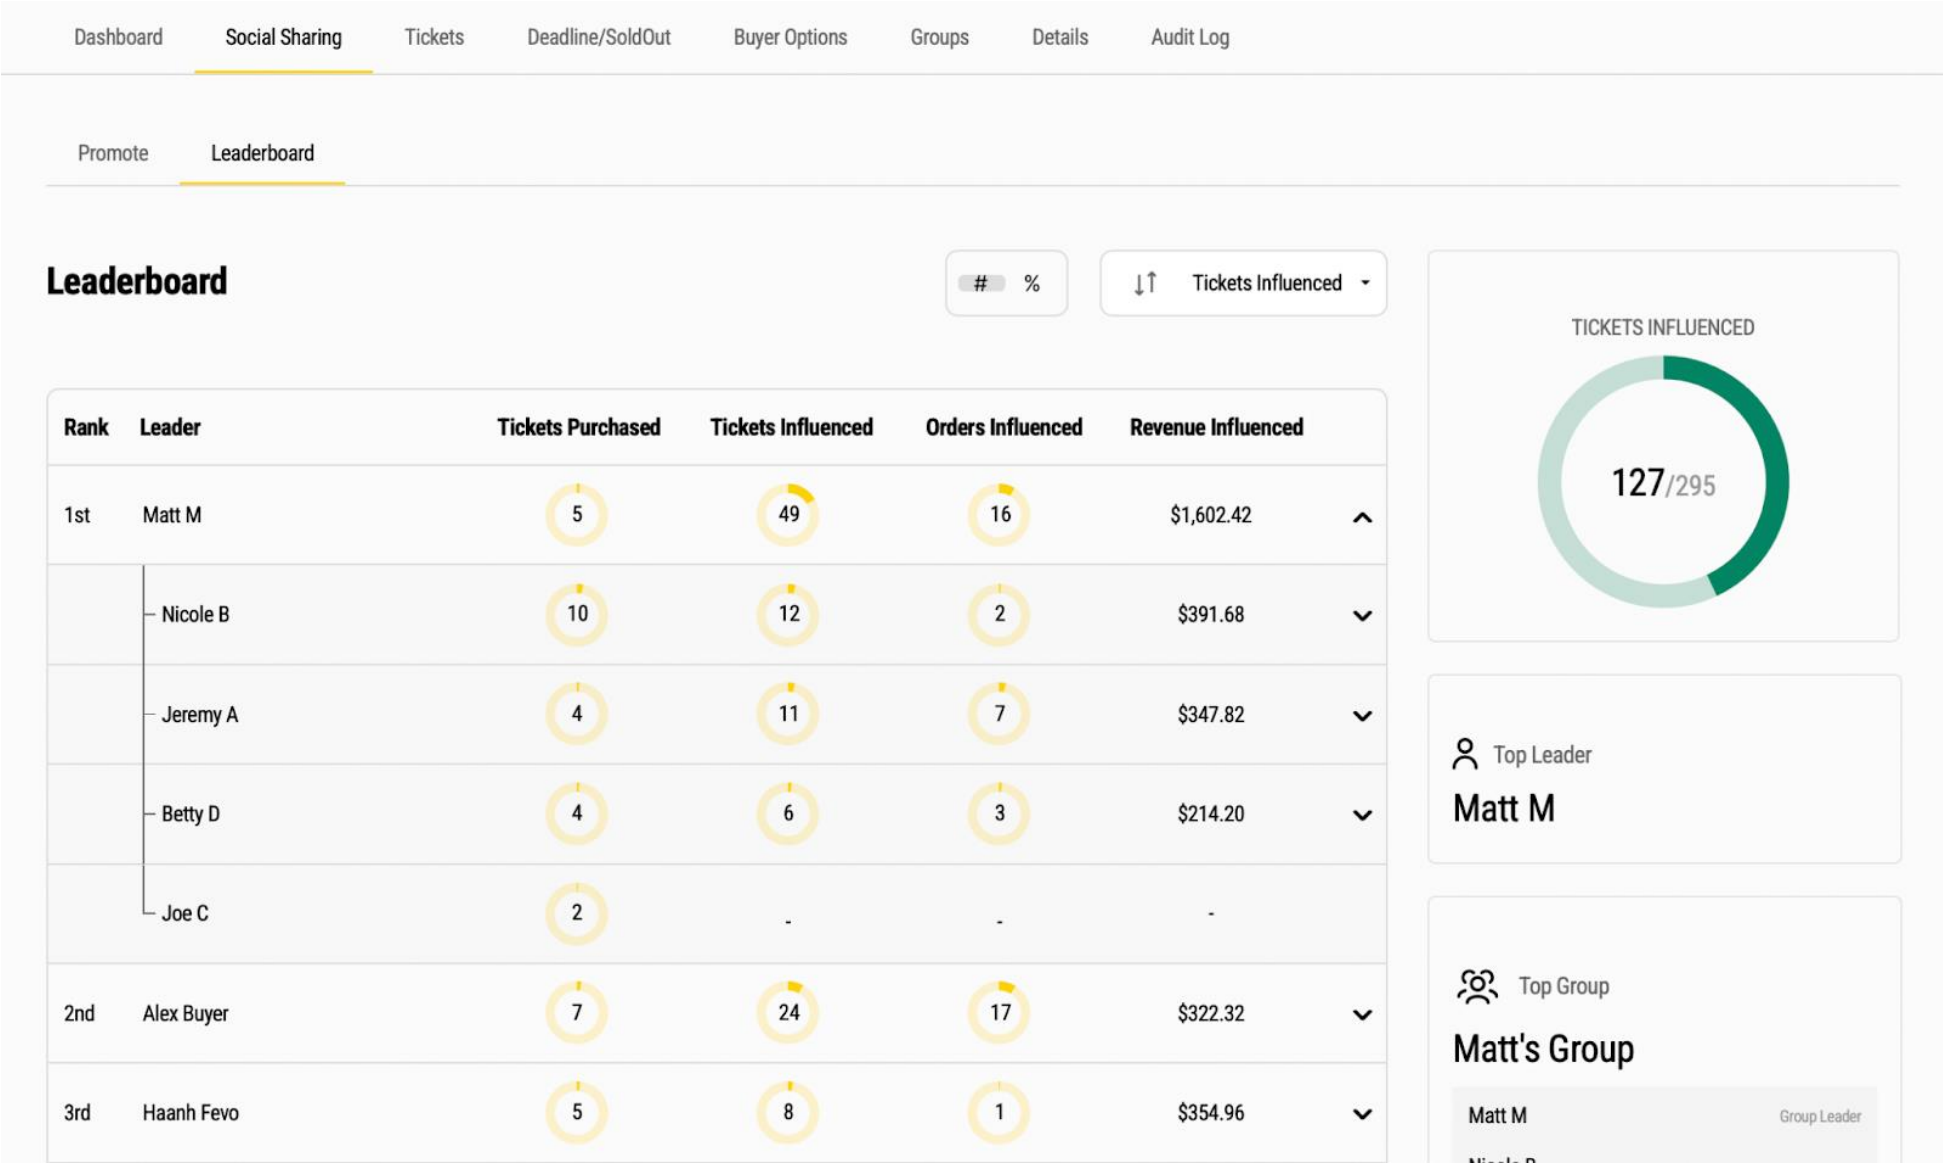 Dashboard Social Sharing Tickets Deadline/SoldOut Buyer Options Groups Details Audit Log
Promote Leaderboard
Leaderboard # % Tickets Influenced
Rank Leader Tickets Purchased Tickets Influenced Orders Influenced Revenue Influenced
1st Matt M 5 49 16 $1,602.42
Nicole B 10 12 2 $391.68
Jeremy A 4 11 7 $347.82
Betty D 4 6 3 $214.20
Joe C 2 - - -
2nd Alex Buyer 7 24 17 $322.32
3rd Haanh Fevo 5 8 1 $354.96
TICKETS INFLUENCED
127/295
Top Leader
Matt M
Top Group
Matt's Group
Matt M Group Leader